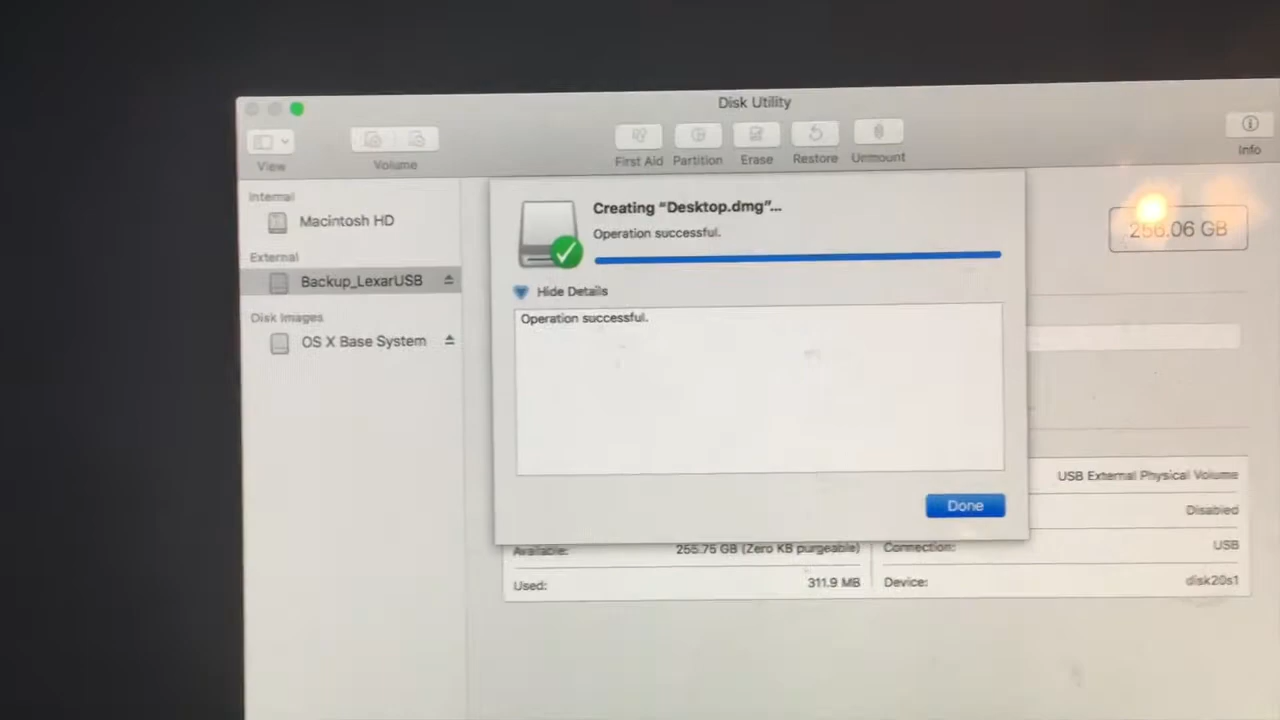 Disk Utility
View
Volume
First Aid
Partition
Erase
Restore
Unmount
Info
Internal
Macintosh HD
External
Backup_LexarUSB
Disk Images
OS X Base System
Creating “Desktop.dmg”...
Operation successful.
Hide Details
Operation successful.
Done
256.06 GB
USB External Physical Volume
Disabled
Available: 255.75 GB (Zero KB purgeable)
Connection: USB
Used: 311.9 MB
Device: disk20s1